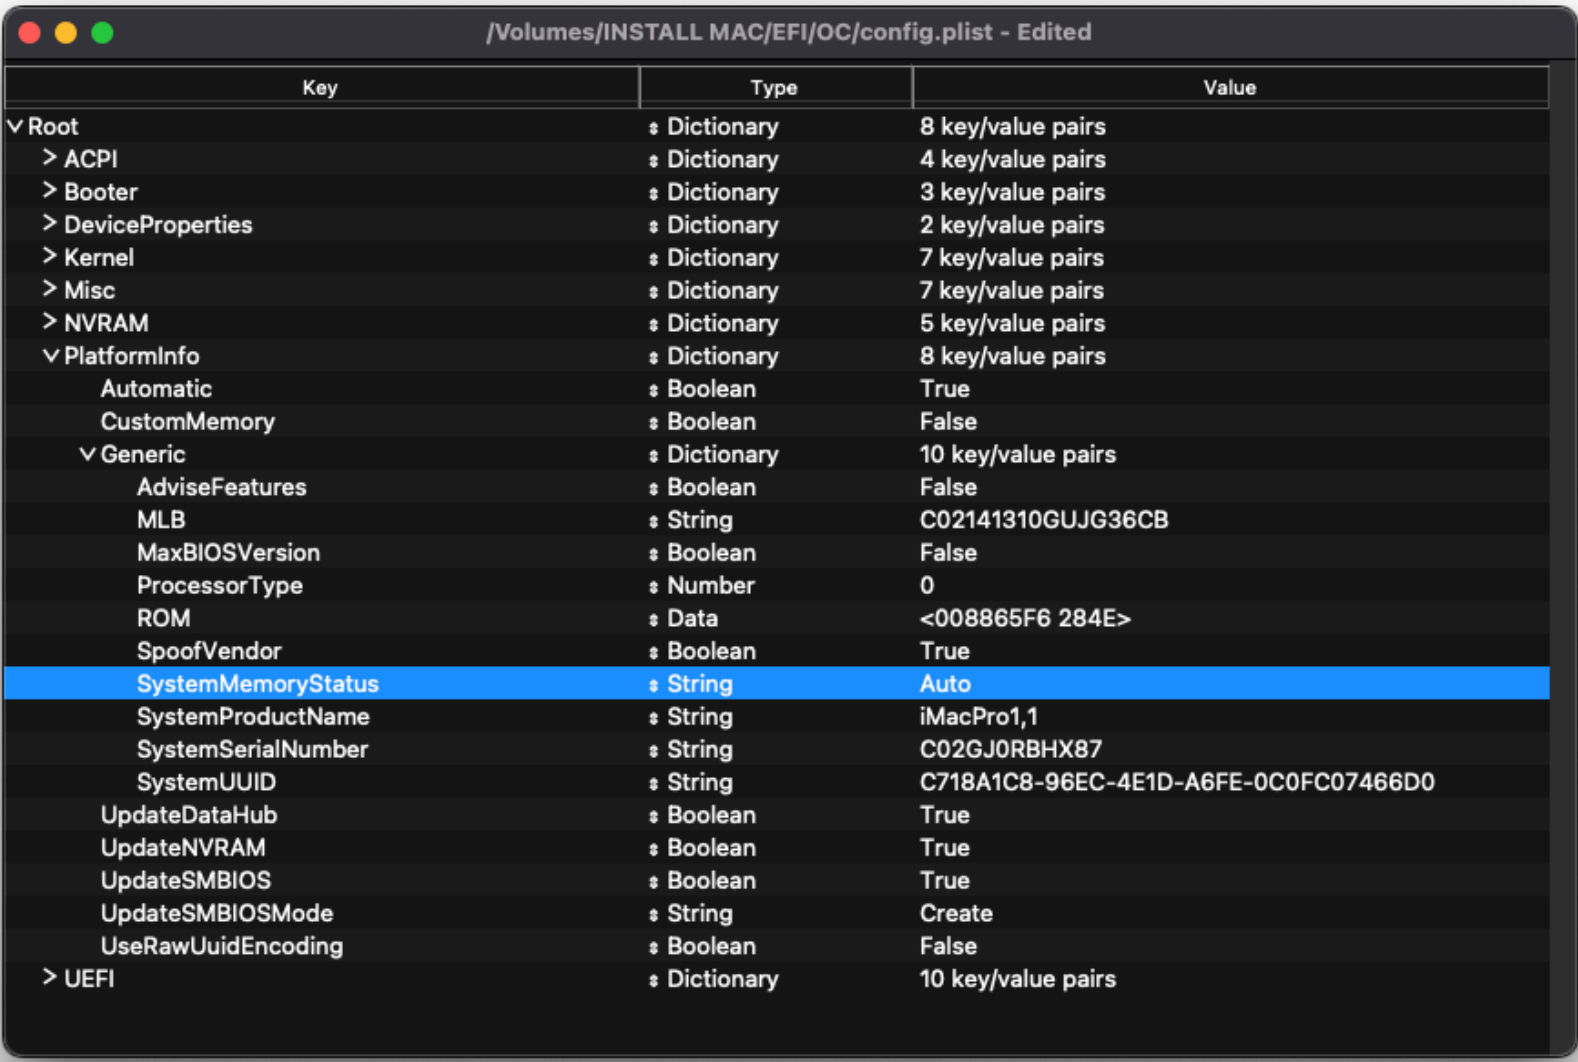 /Volumes/INSTALL MAC/EFI/OC/config.plist - Edited
Key Type Value
Root Dictionary 8 key/value pairs
ACPI Dictionary 4 key/value pairs
Booter Dictionary 3 key/value pairs
DeviceProperties Dictionary 2 key/value pairs
Kernel Dictionary 7 key/value pairs
Misc Dictionary 7 key/value pairs
NVRAM Dictionary 5 key/value pairs
PlatformInfo Dictionary 8 key/value pairs
Automatic Boolean True
CustomMemory Boolean False
Generic Dictionary 10 key/value pairs
AdviseFeatures Boolean False
MLB String C02141310GUJG36CB
MaxBIOSVersion Boolean False
ProcessorType Number 0
ROM Data <008865F6 284E>
SpoofVendor Boolean True
SystemMemoryStatus String Auto
SystemProductName String iMacPro1,1
SystemSerialNumber String C02GJ0RBHX87
SystemUUID String C718A1C8-96EC-4E1D-A6FE-0C0FC07466D0
UpdateDataHub Boolean True
UpdateNVRAM Boolean True
UpdateSMBIOS Boolean True
UpdateSMBIOSMode String Create
UseRawUuidEncoding Boolean False
UEFI Dictionary 10 key/value pairs